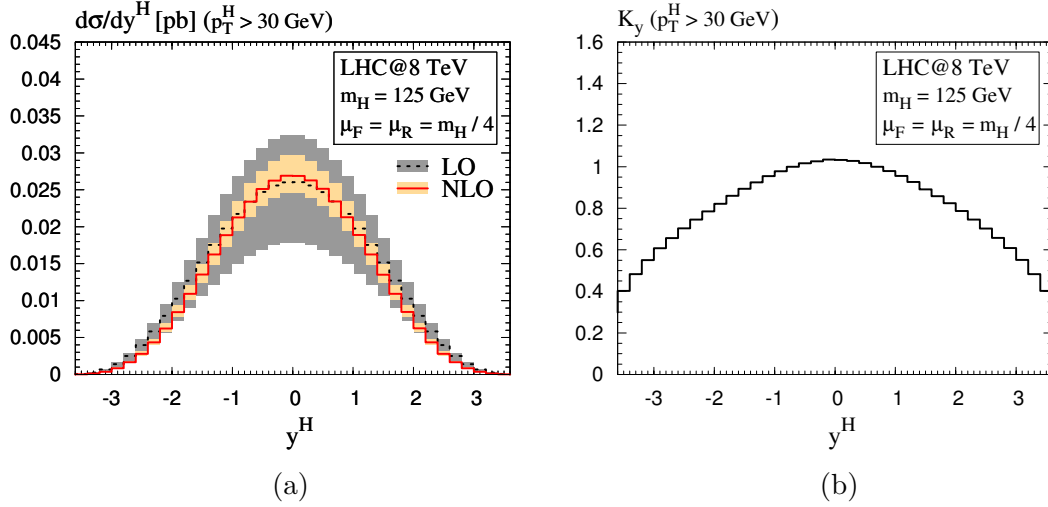 dσ/dy^H [pb] (p_T^H > 30 GeV)
0.045
0.04
0.035
0.03
0.025
0.02
0.015
0.01
0.005
0
LHC@8 TeV
m_H = 125 GeV
μ_F = μ_R = m_H / 4
LO
NLO
-3 -2 -1 0 1 2 3
y^H
(a)
K_y (p_T^H > 30 GeV)
1.6
1.4
1.2
1
0.8
0.6
0.4
0.2
0
LHC@8 TeV
m_H = 125 GeV
μ_F = μ_R = m_H / 4
-3 -2 -1 0 1 2 3
y^H
(b)